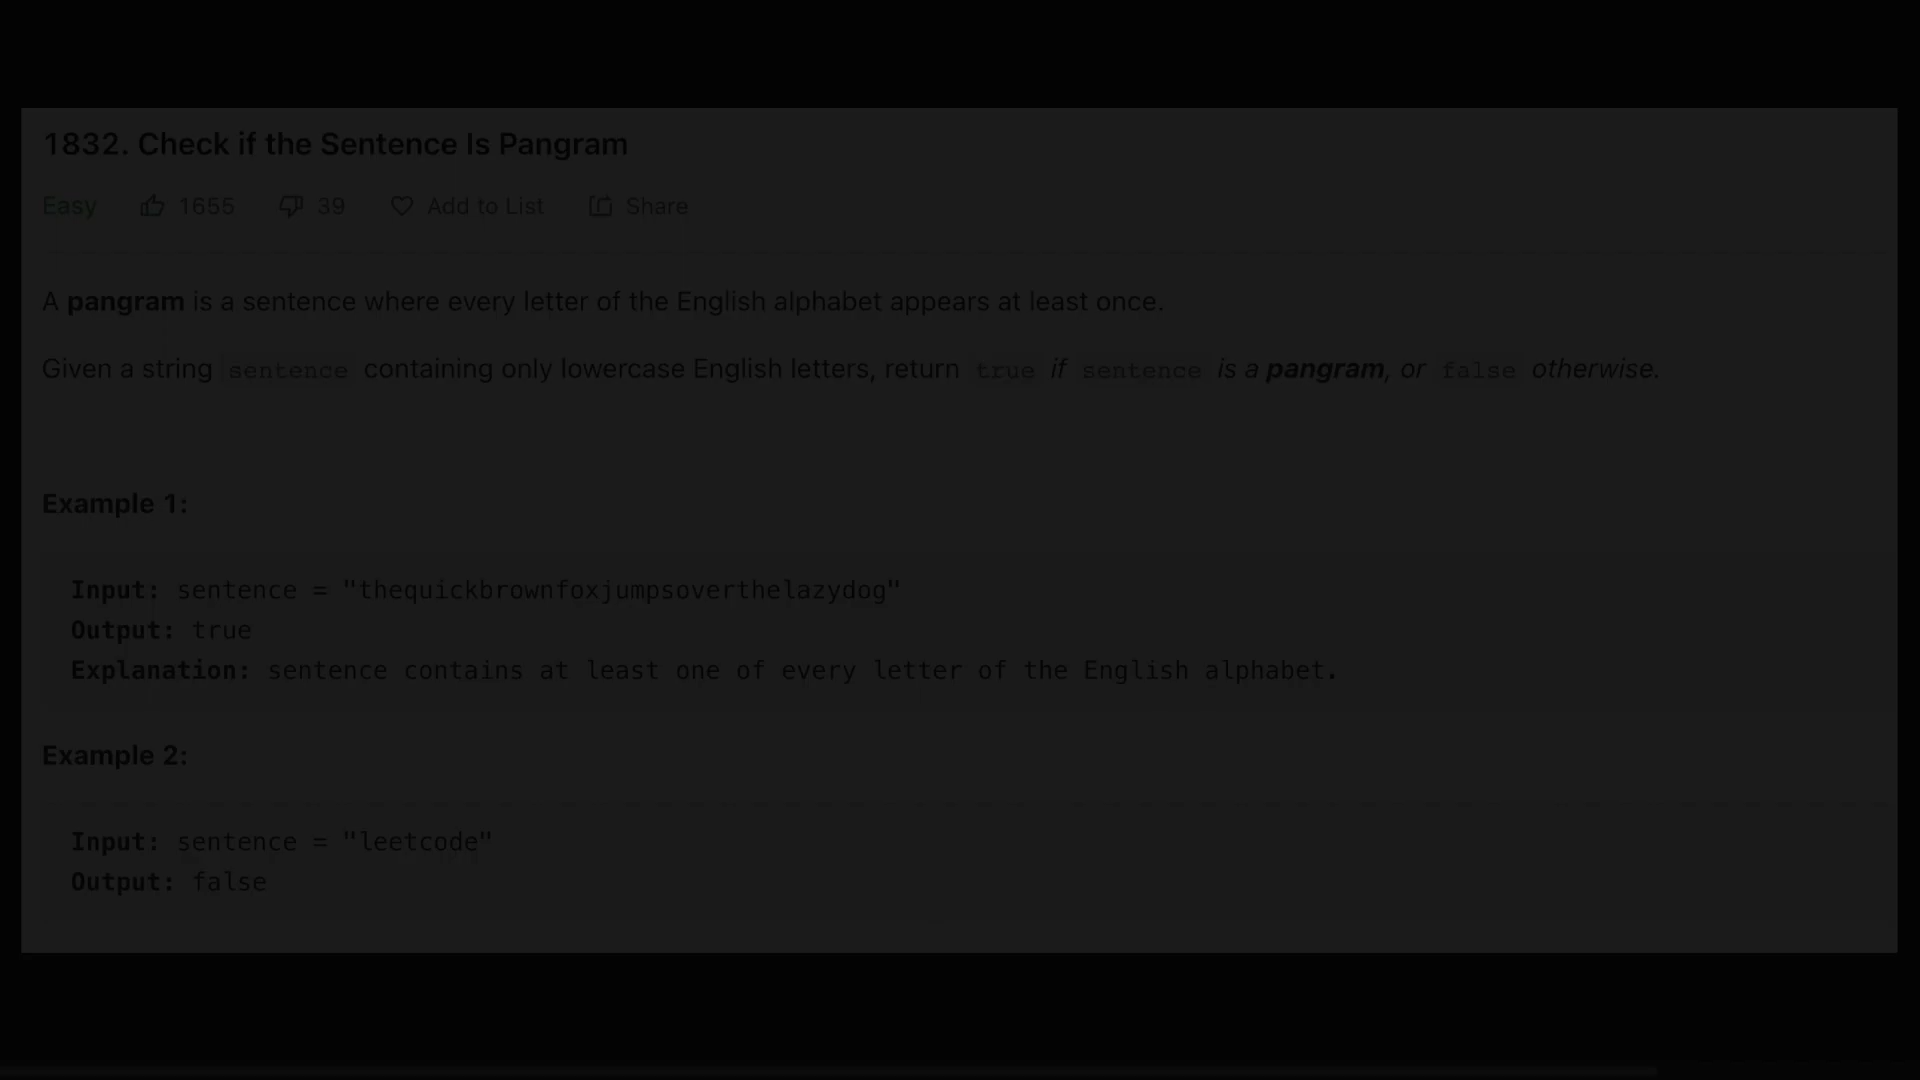 1832. Check if the Sentence Is Pangram
Easy 1655 39 Add to List Share
A pangram is a sentence where every letter of the English alphabet appears at least once.
Given a string sentence containing only lowercase English letters, return true if sentence is a pangram, or false otherwise.
Example 1:
Input: sentence = "thequickbrownfoxjumpsoverthelazydog"
Output: true
Explanation: sentence contains at least one of every letter of the English alphabet.
Example 2:
Input: sentence = "leetcode"
Output: false